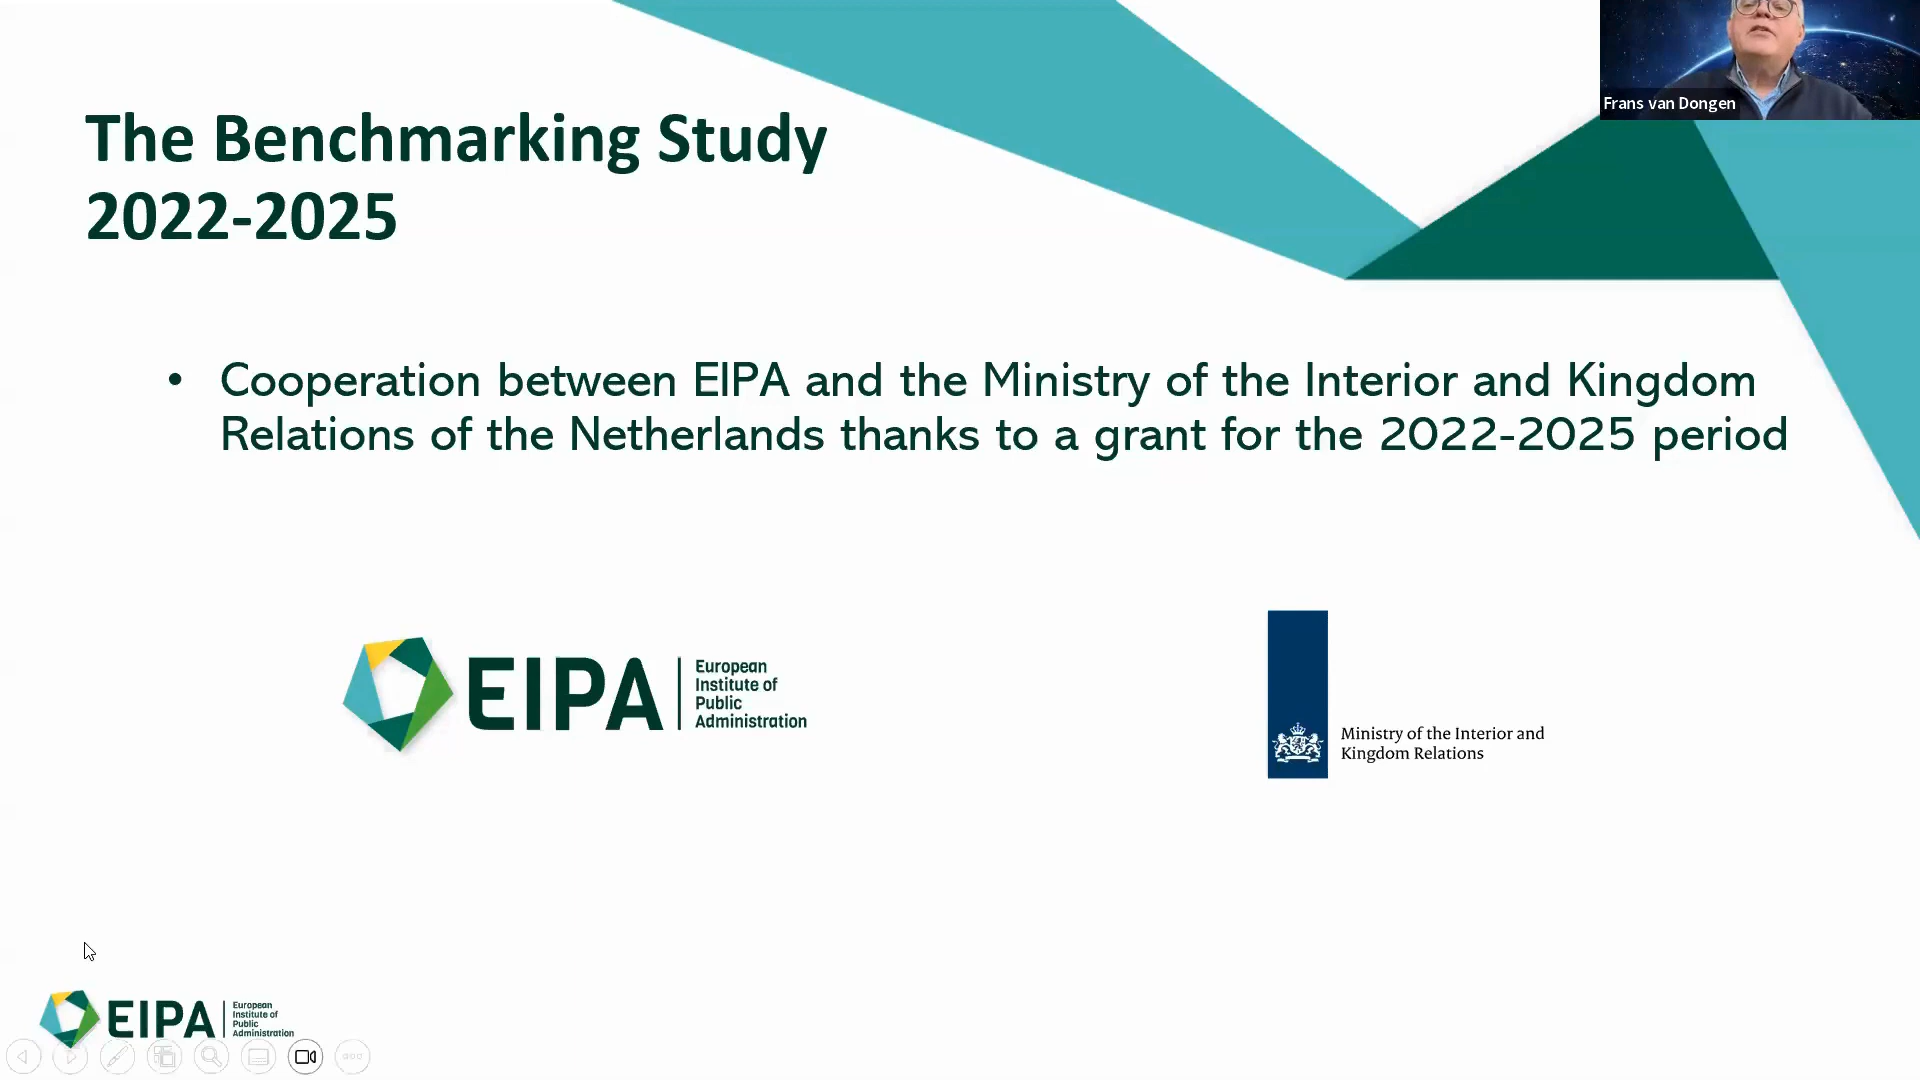 The Benchmarking Study
2022-2025
Frans van Dongen
• Cooperation between EIPA and the Ministry of the Interior and Kingdom
Relations of the Netherlands thanks to a grant for the 2022-2025 period
EIPA
European
Institute of
Public
Administration
Ministry of the Interior and
Kingdom Relations
EIPA
European
Institute of
Public
Administration